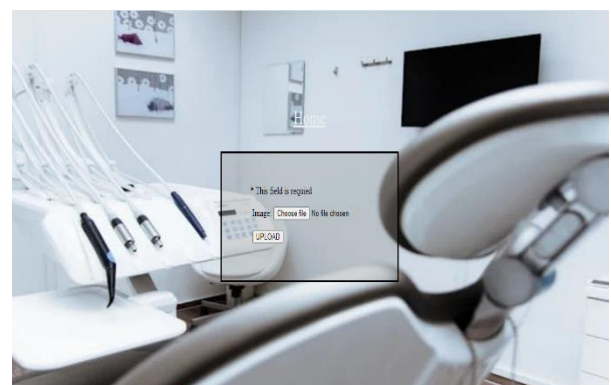 Home
* This field is required
Image: Choose file No file chosen
UPLOAD